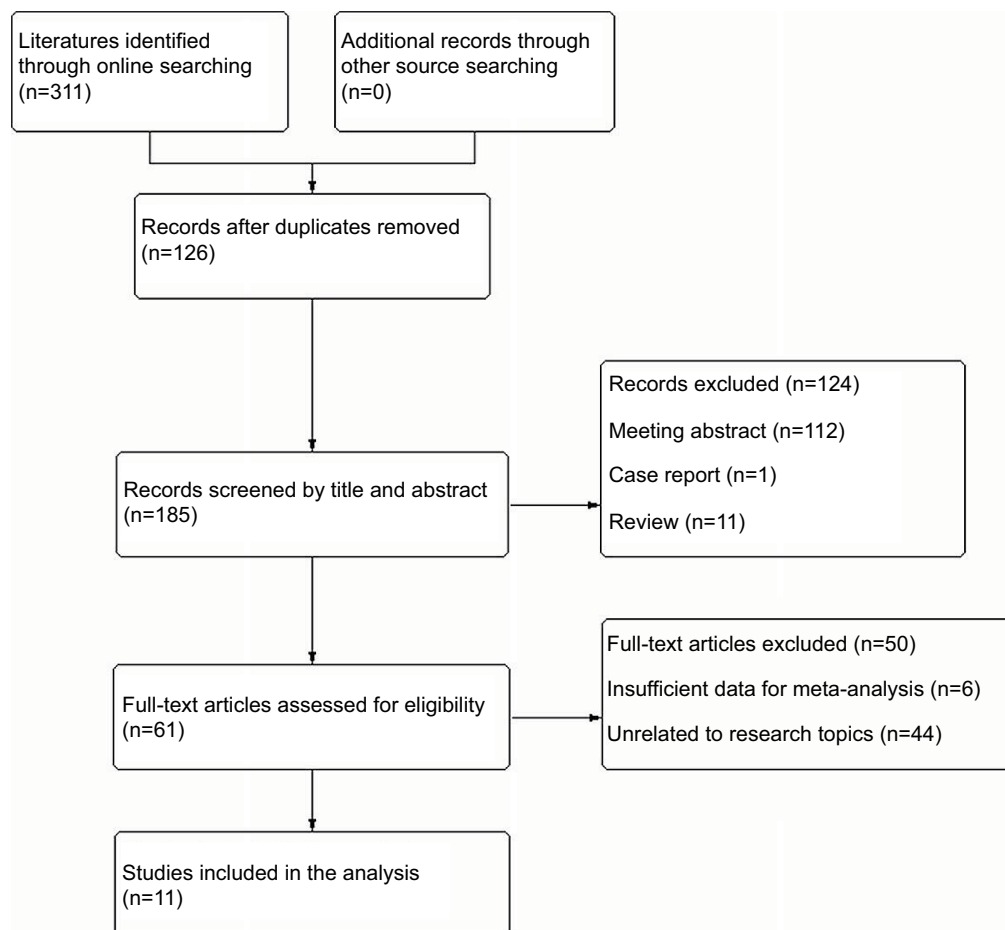 Literatures identified
through online searching
(n=311)
Additional records through
other source searching
(n=0)
Records after duplicates removed
(n=126)
Records screened by title and abstract
(n=185)
Records excluded (n=124)
Meeting abstract (n=112)
Case report (n=1)
Review (n=11)
Full-text articles assessed for eligibility
(n=61)
Full-text articles excluded (n=50)
Insufficient data for meta-analysis (n=6)
Unrelated to research topics (n=44)
Studies included in the analysis
(n=11)